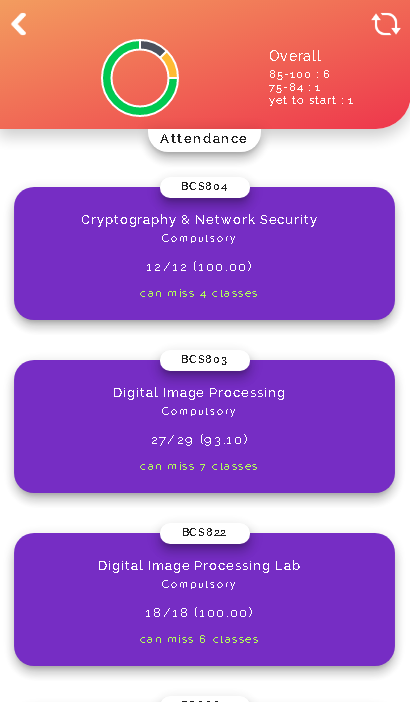 Overall
85-100 : 6
75-84 : 1
yet to start : 1
Attendance
BCS804
Cryptography & Network Security
Compulsory
12/12 (100.00)
can miss 4 classes
BCS803
Digital Image Processing
Compulsory
27/29 (93.10)
can miss 7 classes
BCS822
Digital Image Processing Lab
Compulsory
18/18 (100.00)
can miss 6 classes